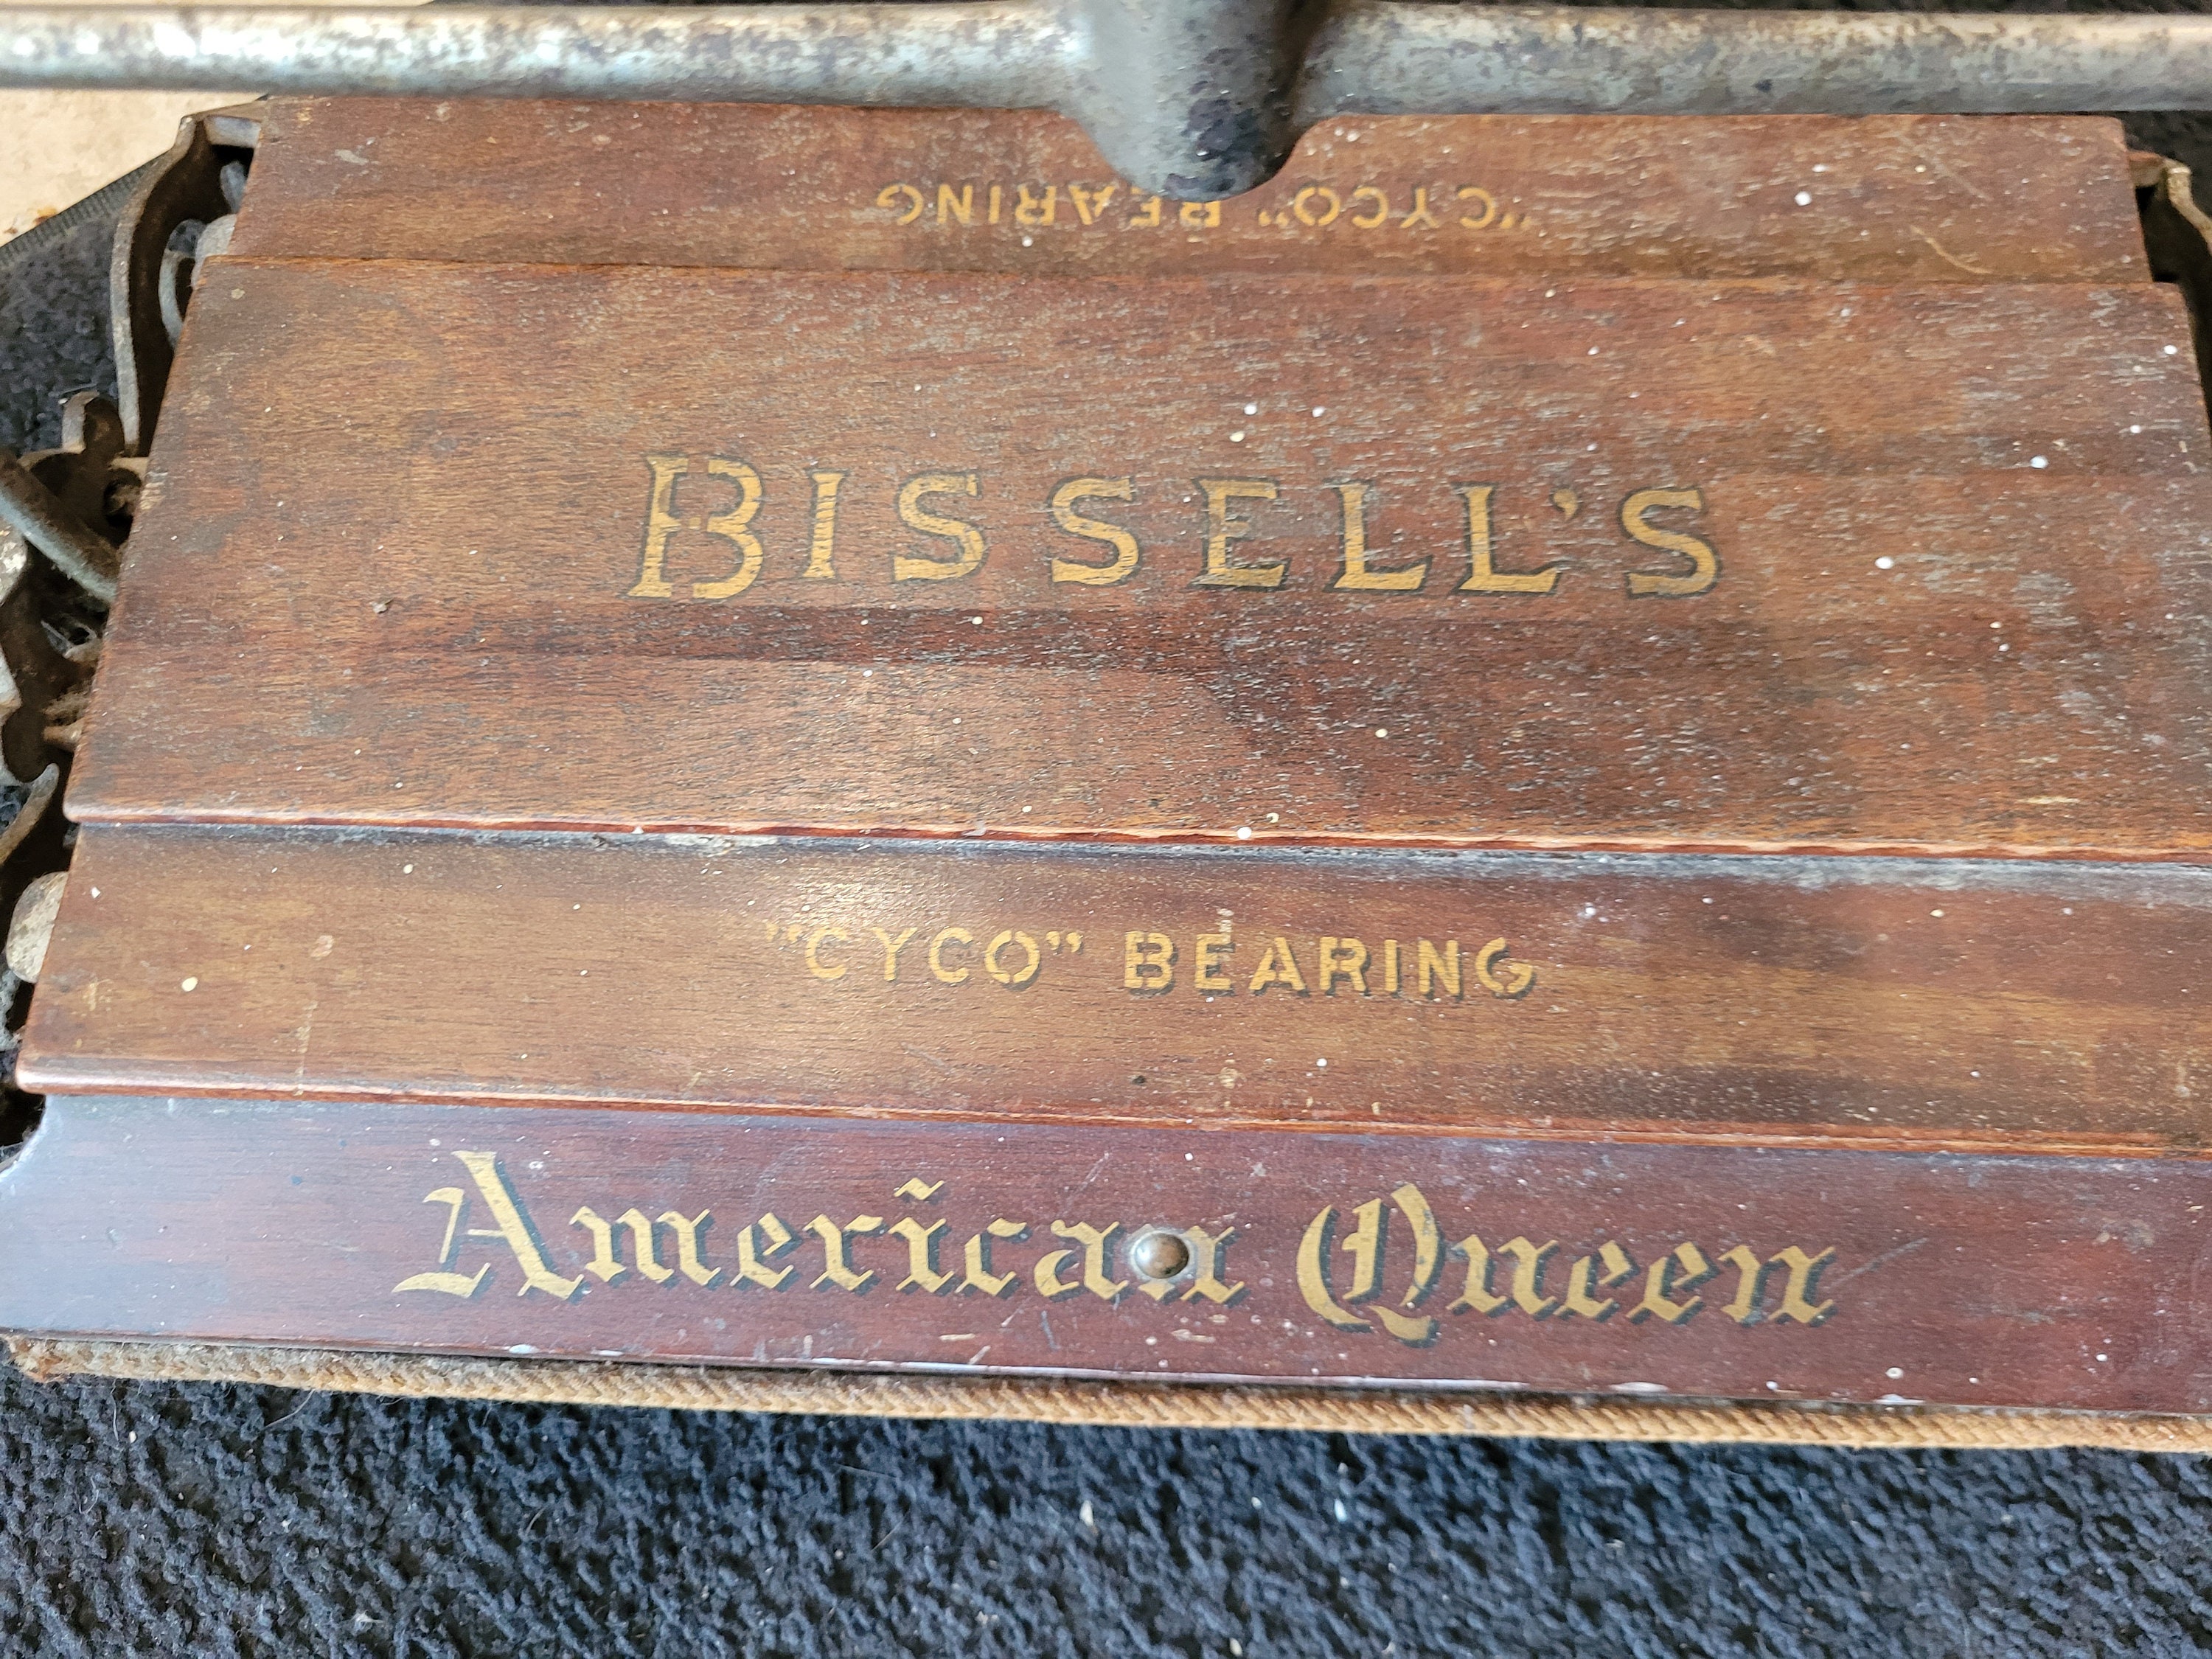 "CYCO" BEARING
BISSELL'S
"CYCO" BEARING
American Queen